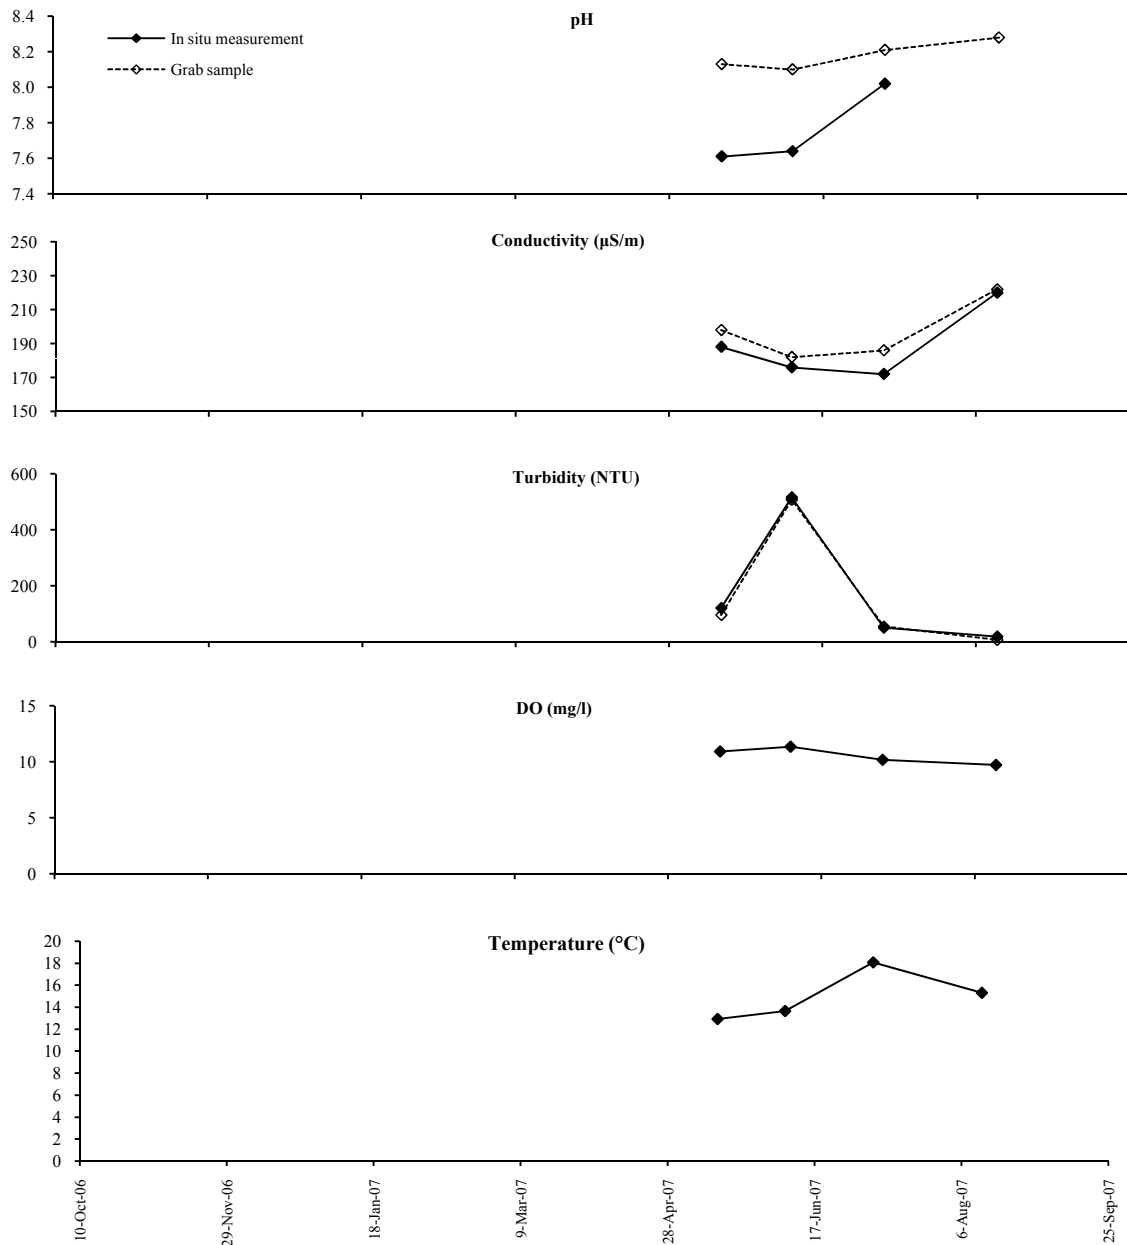 pH
8.4
8.2
8.0
7.8
7.6
7.4
In situ measurement
Grab sample
Conductivity (µS/m)
250
230
210
190
170
150
Turbidity (NTU)
600
400
200
0
DO (mg/l)
15
10
5
0
Temperature (°C)
20
18
16
14
12
10
8
6
4
2
0
10-Oct-06
29-Nov-06
18-Jan-07
9-Mar-07
28-Apr-07
17-Jun-07
6-Aug-07
25-Sep-07